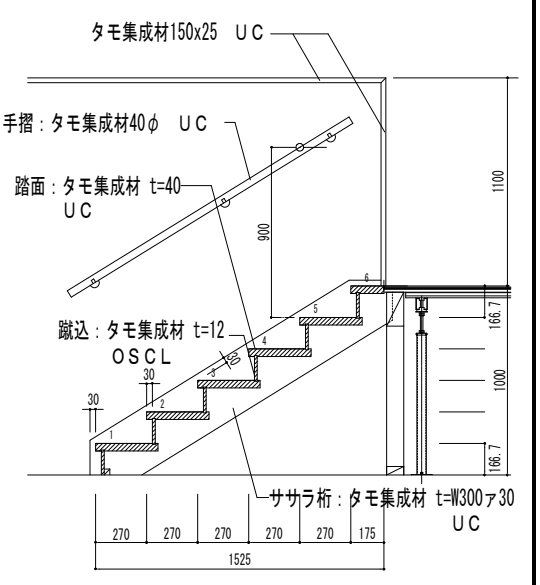 タモ集成材150x25 UC
手摺：タモ集成材40φ UC
踏面：タモ集成材 t=40
UC
900
1100
6
5
166.7
蹴込：タモ集成材 t=12
OSCL
4
30
3
30
2
30
1
1000
166.7
ササラ桁：タモ集成材 t=W300ｱ30
UC
270 270 270 270 270 175
1525